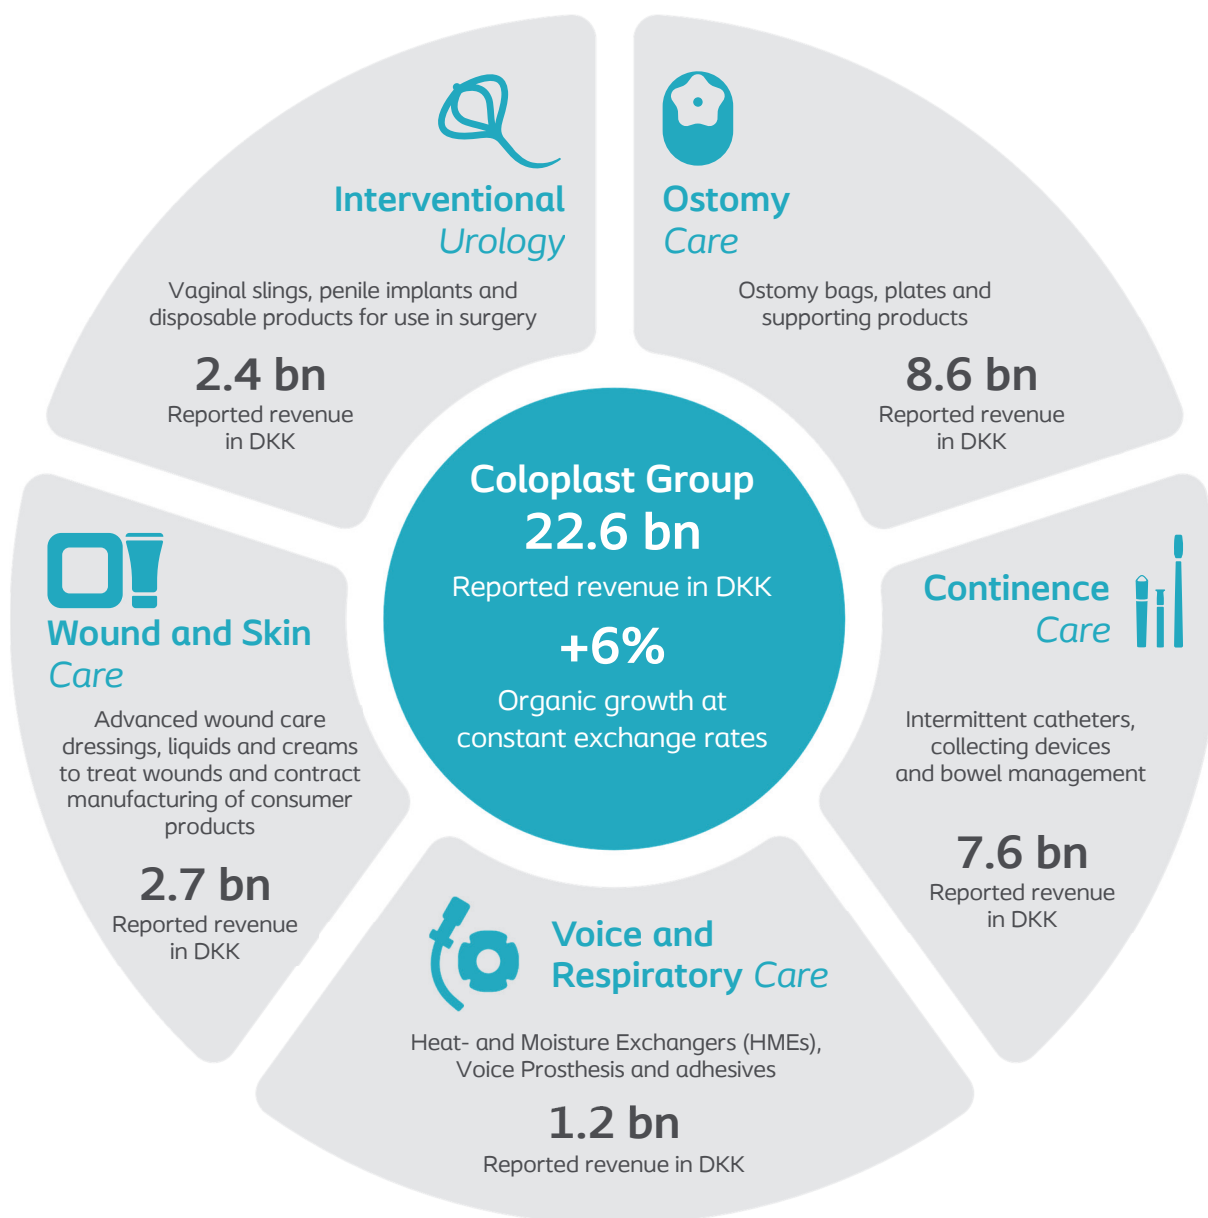 Interventional
Urology
Vaginal slings, penile implants and
disposable products for use in surgery
2.4 bn
Reported revenue
in DKK
Ostomy
Care
Ostomy bags, plates and
supporting products
8.6 bn
Reported revenue
in DKK
Coloplast Group
22.6 bn
Reported revenue in DKK
+6%
Organic growth at
constant exchange rates
Wound and Skin
Care
Advanced wound care
dressings, liquids and creams
to treat wounds and contract
manufacturing of consumer
products
2.7 bn
Reported revenue
in DKK
Continence
Care
Intermittent catheters,
collecting devices
and bowel management
7.6 bn
Reported revenue
in DKK
Voice and
Respiratory Care
Heat- and Moisture Exchangers (HMEs),
Voice Prosthesis and adhesives
1.2 bn
Reported revenue in DKK